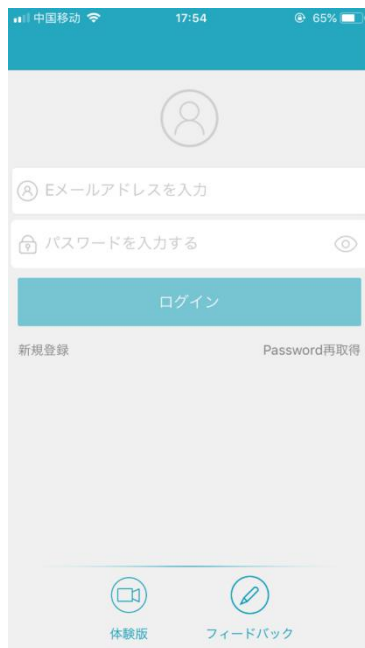 中国移动 17:54 65%
Eメールアドレスを入力
パスワードを入力する
ログイン
新規登録 Password再取得
体験版 フィードバック